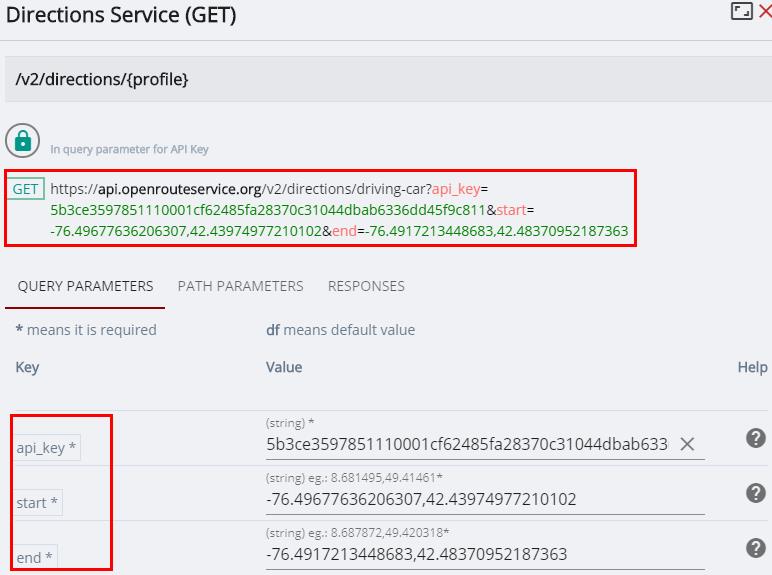 Directions Service (GET)
/v2/directions/{profile}
In query parameter for API Key
GET https://api.openrouteservice.org/v2/directions/driving-car?api_key=
5b3ce3597851110001cf62485fa28370c31044dbab6336dd45f9c811&start=
-76.49677636206307,42.43974977210102&end=-76.4917213448683,42.48370952187363
QUERY PARAMETERS PATH PARAMETERS RESPONSES
* means it is required df means default value
Key Value Help
(string) *
api_key * 5b3ce3597851110001cf62485fa28370c31044dbab633
(string) eg.: 8.681495,49.41461*
start * -76.49677636206307,42.43974977210102
(string) eg.: 8.687872,49.420318*
end * -76.4917213448683,42.48370952187363